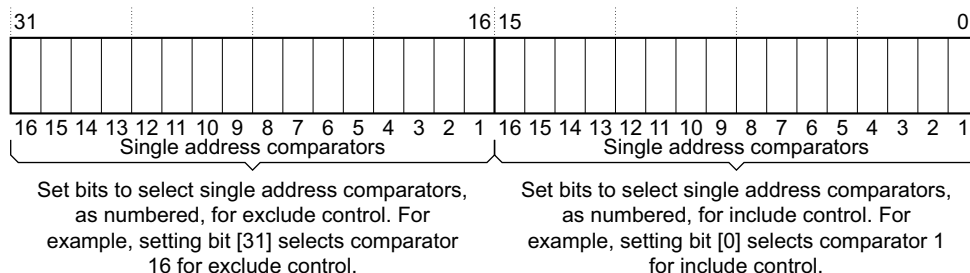 31 16 15 0
16 15 14 13 12 11 10 9 8 7 6 5 4 3 2 1 16 15 14 13 12 11 10 9 8 7 6 5 4 3 2 1
Single address comparators Single address comparators
Set bits to select single address comparators,
as numbered, for exclude control. For
example, setting bit [31] selects comparator
16 for exclude control.
Set bits to select single address comparators,
as numbered, for include control. For
example, setting bit [0] selects comparator 1
for include control.